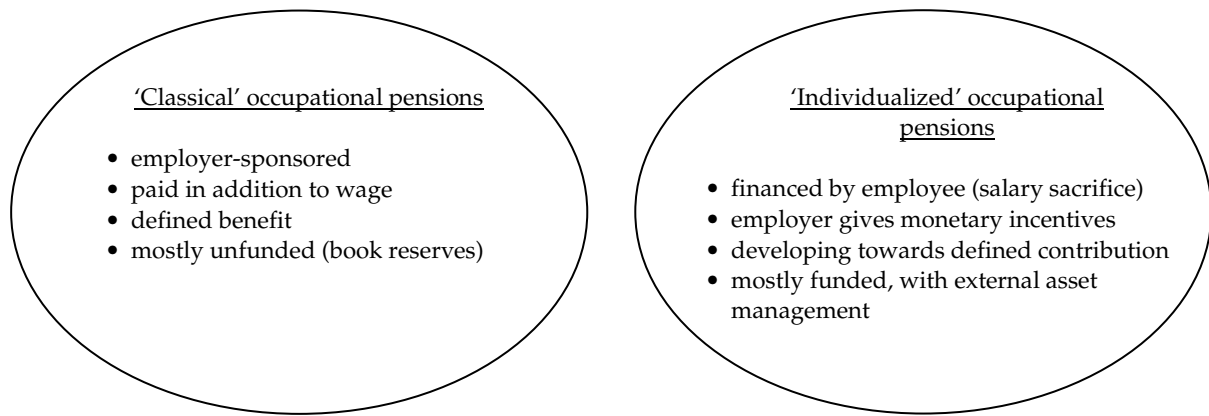 ‘Classical’ occupational pensions
• employer-sponsored
• paid in addition to wage
• defined benefit
• mostly unfunded (book reserves)
‘Individualized’ occupational
pensions
• financed by employee (salary sacrifice)
• employer gives monetary incentives
• developing towards defined contribution
• mostly funded, with external asset
management